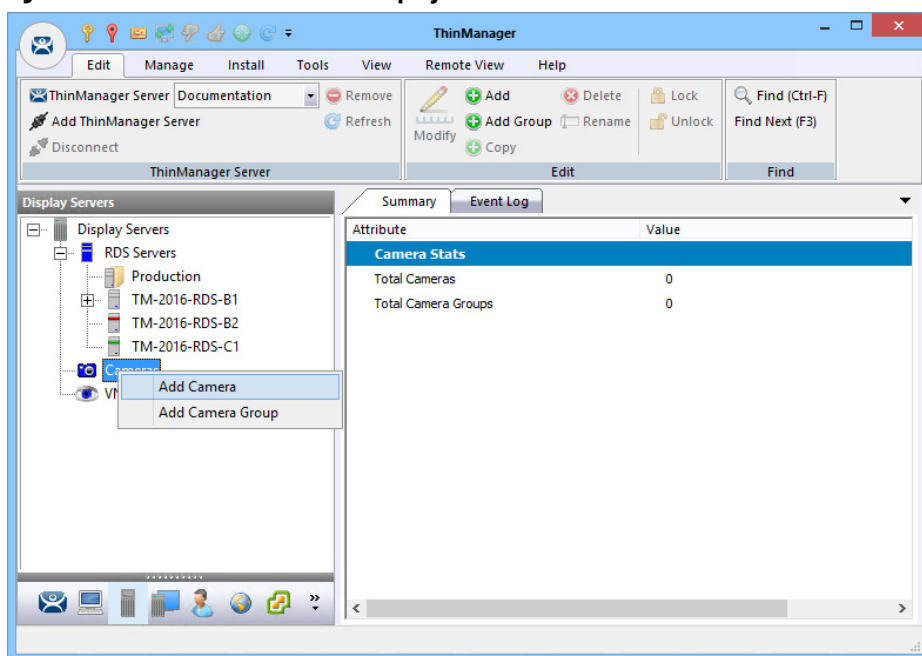 ThinManager
Edit Manage Install Tools View Remote View Help
ThinManager Server Documentation Remove Add Delete Lock Find (Ctrl-F)
Add ThinManager Server Refresh Modify Add Group Rename Unlock Find Next (F3)
Disconnect Copy
ThinManager Server Edit Find
Display Servers Summary Event Log
Display Servers Attribute Value
RDS Servers Camera Stats
Production Total Cameras 0
TM-2016-RDS-B1 Total Camera Groups 0
TM-2016-RDS-B2
TM-2016-RDS-C1
Cameras
Add Camera
Add Camera Group